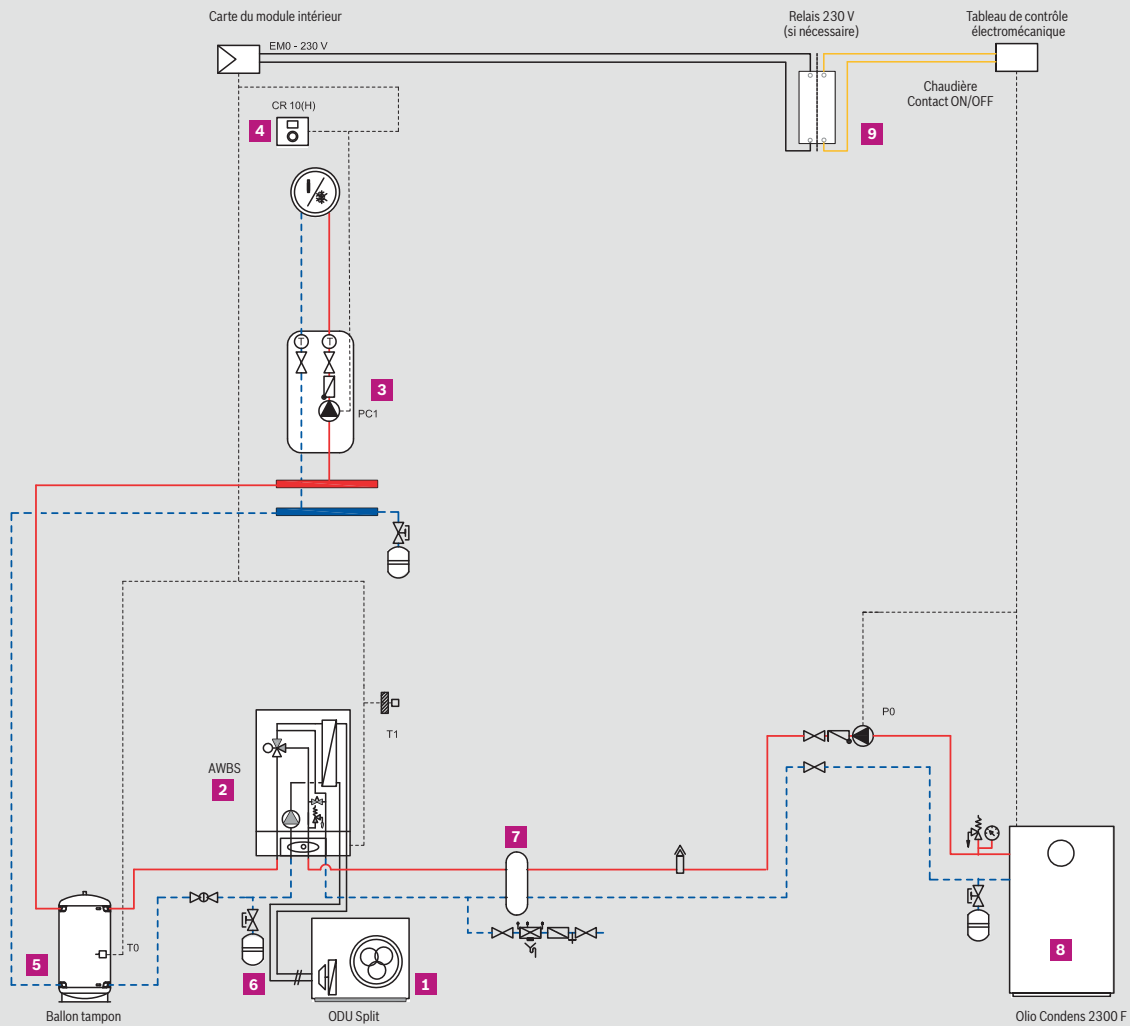 Carte du module intérieur
Relais 230 V
(si nécessaire)
Tableau de contrôle
électromécanique
EM0 - 230 V
Chaudière
Contact ON/OFF
CR 10(H)
4
9
T
T
3
PC1
T1
P0
AWBS
2
7
T0
5
6
1
8
Ballon tampon
ODU Split
Olio Condens 2300 F